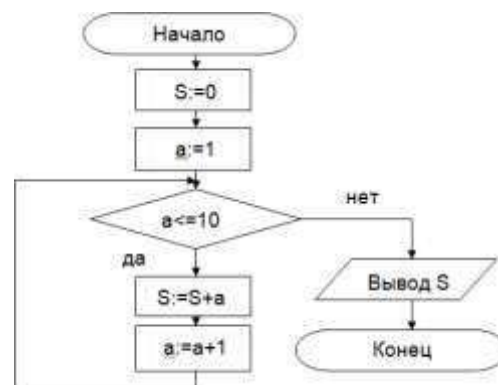 Начало
S:=0
a:=1
a<=10
нет
да
S:=S+a
Вывод S
a:=a+1
Конец